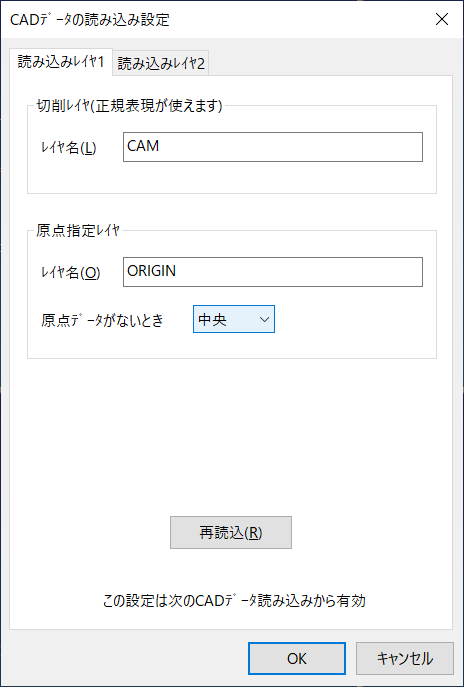 CADﾃﾞｰﾀの読み込み設定
読み込みﾚｲﾔ1
読み込みﾚｲﾔ2
切削ﾚｲﾔ(正規表現が使えます)
ﾚｲﾔ名(L)
CAM
原点指定ﾚｲﾔ
ﾚｲﾔ名(O)
ORIGIN
原点ﾃﾞｰﾀがないとき
中央
再読込(R)
この設定は次のCADﾃﾞｰﾀ読み込みから有効
OK
キャンセル